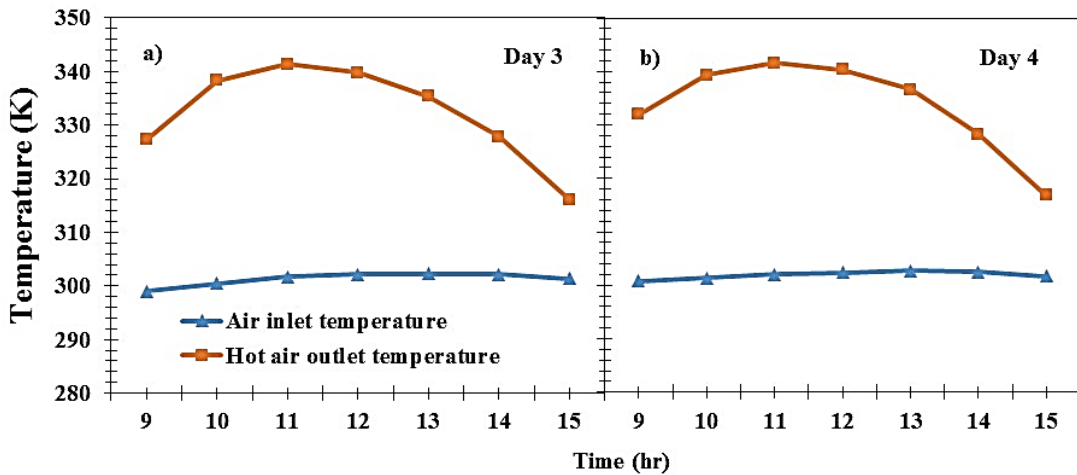 Temperature (K)
350
340
330
320
310
300
290
280
a)
Day 3
Air inlet temperature
Hot air outlet temperature
9 10 11 12 13 14 15
b)
Day 4
9 10 11 12 13 14 15
Time (hr)